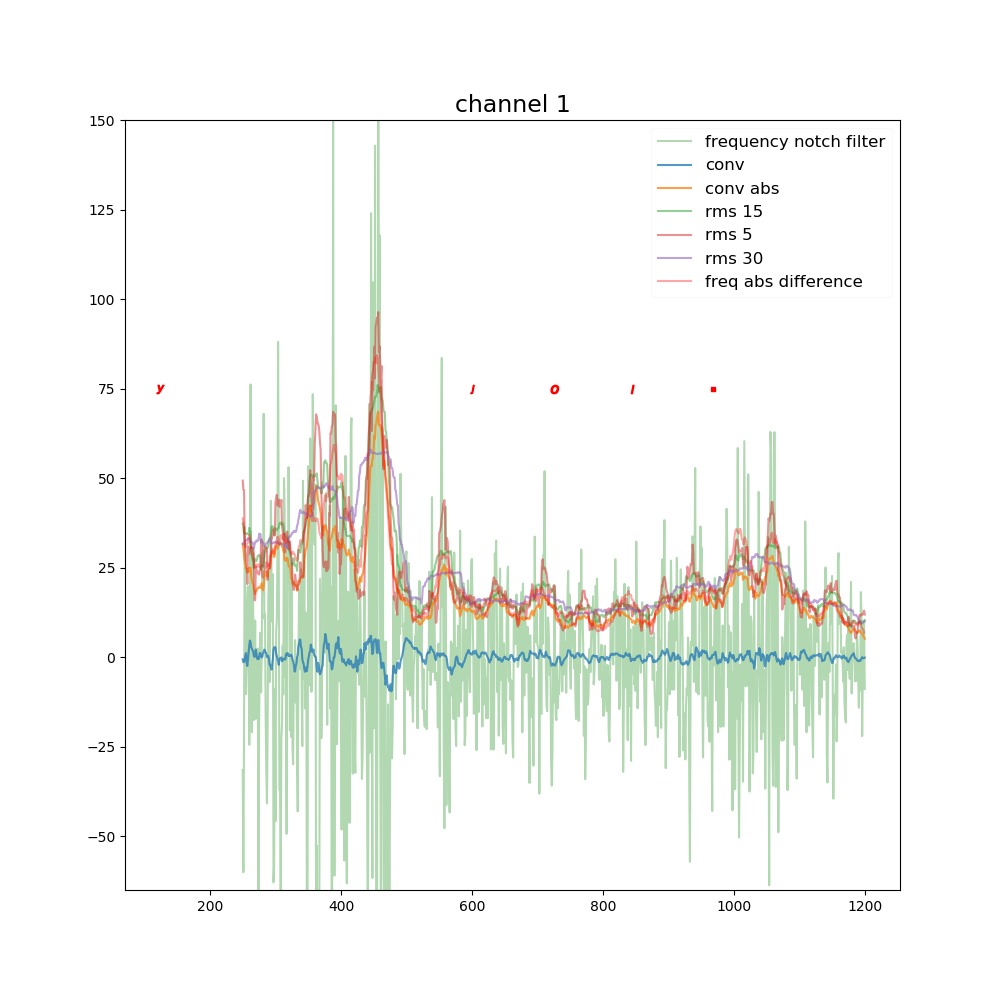 channel 1
150
125
100
75
50
25
0
−25
−50
200 400 600 800 1000 1200
frequency notch filter
conv
conv abs
rms 15
rms 5
rms 30
freq abs difference
y J O I .